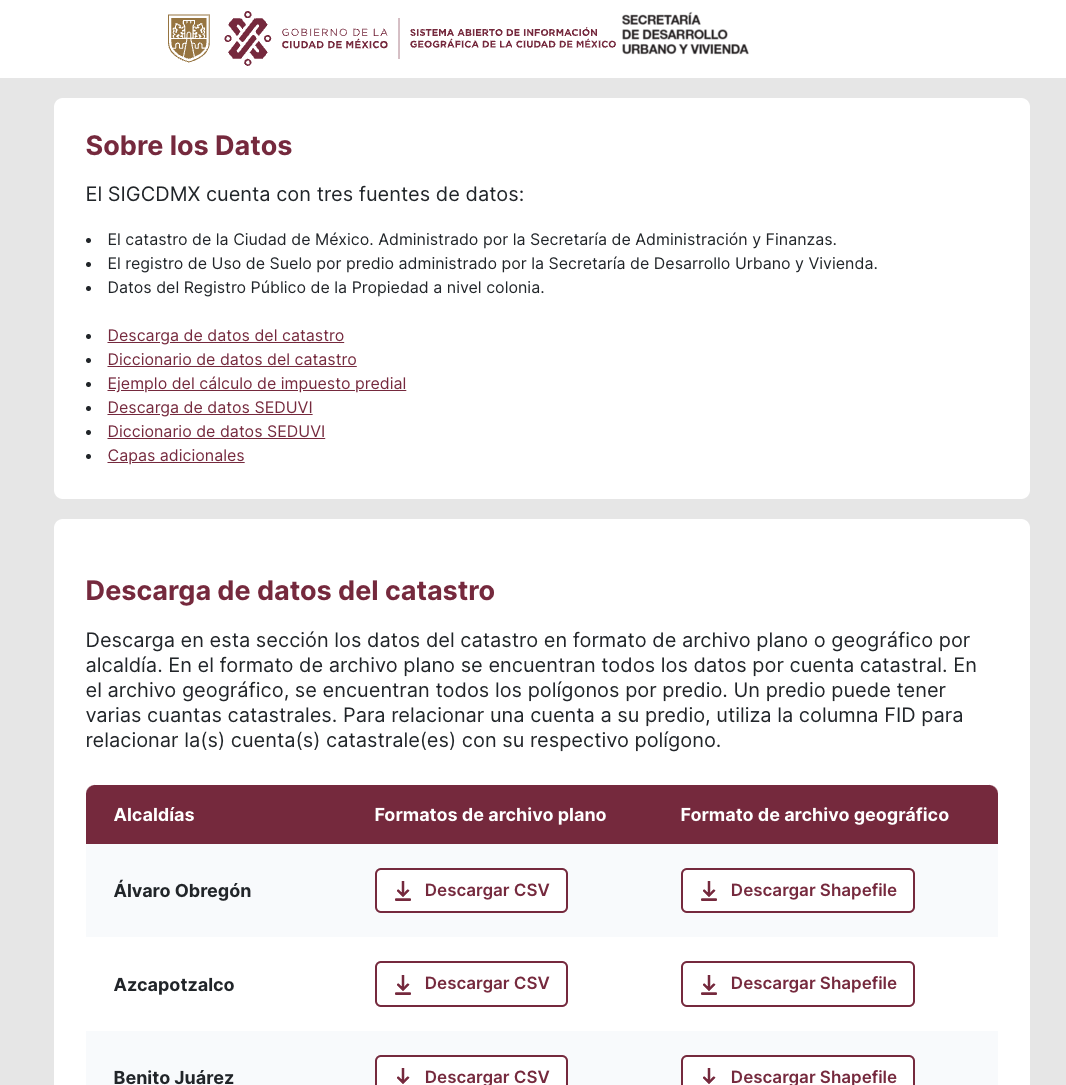 GOBIERNO DE LA
CIUDAD DE MÉXICO
SISTEMA ABIERTO DE INFORMACIÓN
GEOGRÁFICA DE LA CIUDAD DE MÉXICO
SECRETARÍA
DE DESARROLLO
URBANO Y VIVIENDA
Sobre los Datos
El SIGCDMX cuenta con tres fuentes de datos:
• El catastro de la Ciudad de México. Administrado por la Secretaría de Administración y Finanzas.
• El registro de Uso de Suelo por predio administrado por la Secretaría de Desarrollo Urbano y Vivienda.
• Datos del Registro Público de la Propiedad a nivel colonia.
• Descarga de datos del catastro
• Diccionario de datos del catastro
• Ejemplo del cálculo de impuesto predial
• Descarga de datos SEDUVI
• Diccionario de datos SEDUVI
• Capas adicionales
Descarga de datos del catastro
Descarga en esta sección los datos del catastro en formato de archivo plano o geográfico por
alcaldía. En el formato de archivo plano se encuentran todos los datos por cuenta catastral. En
el archivo geográfico, se encuentran todos los polígonos por predio. Un predio puede tener
varias cuantas catastrales. Para relacionar una cuenta a su predio, utiliza la columna FID para
relacionar la(s) cuenta(s) catastrale(es) con su respectivo polígono.
Alcaldías Formatos de archivo plano Formato de archivo geográfico
Álvaro Obregón Descargar CSV Descargar Shapefile
Azcapotzalco Descargar CSV Descargar Shapefile
Benito Juárez Descargar CSV Descargar Shapefile